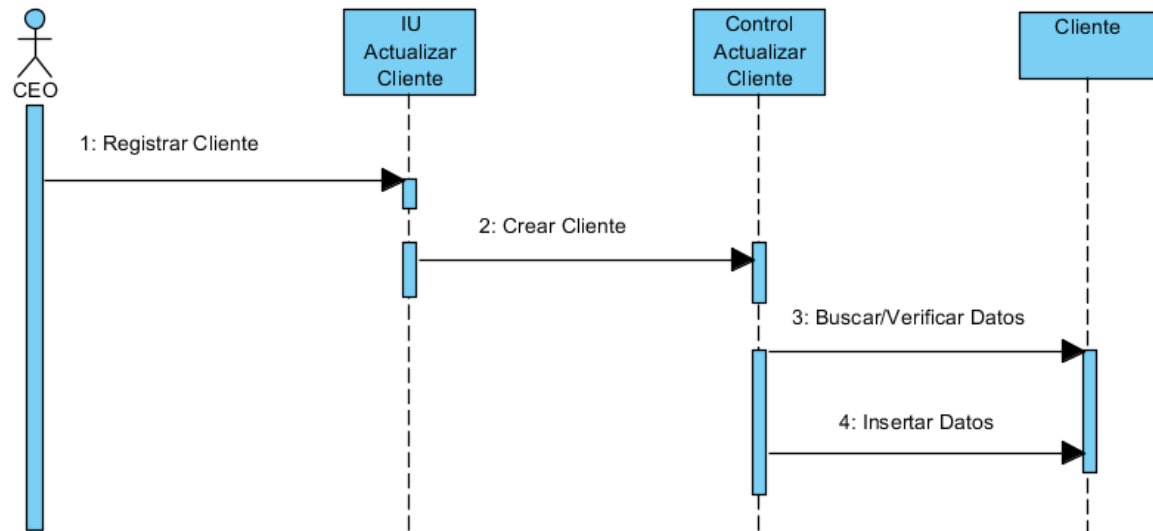 IU
Actualizar
Cliente
Control
Actualizar
Cliente
Cliente
CEO
1: Registrar Cliente
2: Crear Cliente
3: Buscar/Verificar Datos
4: Insertar Datos